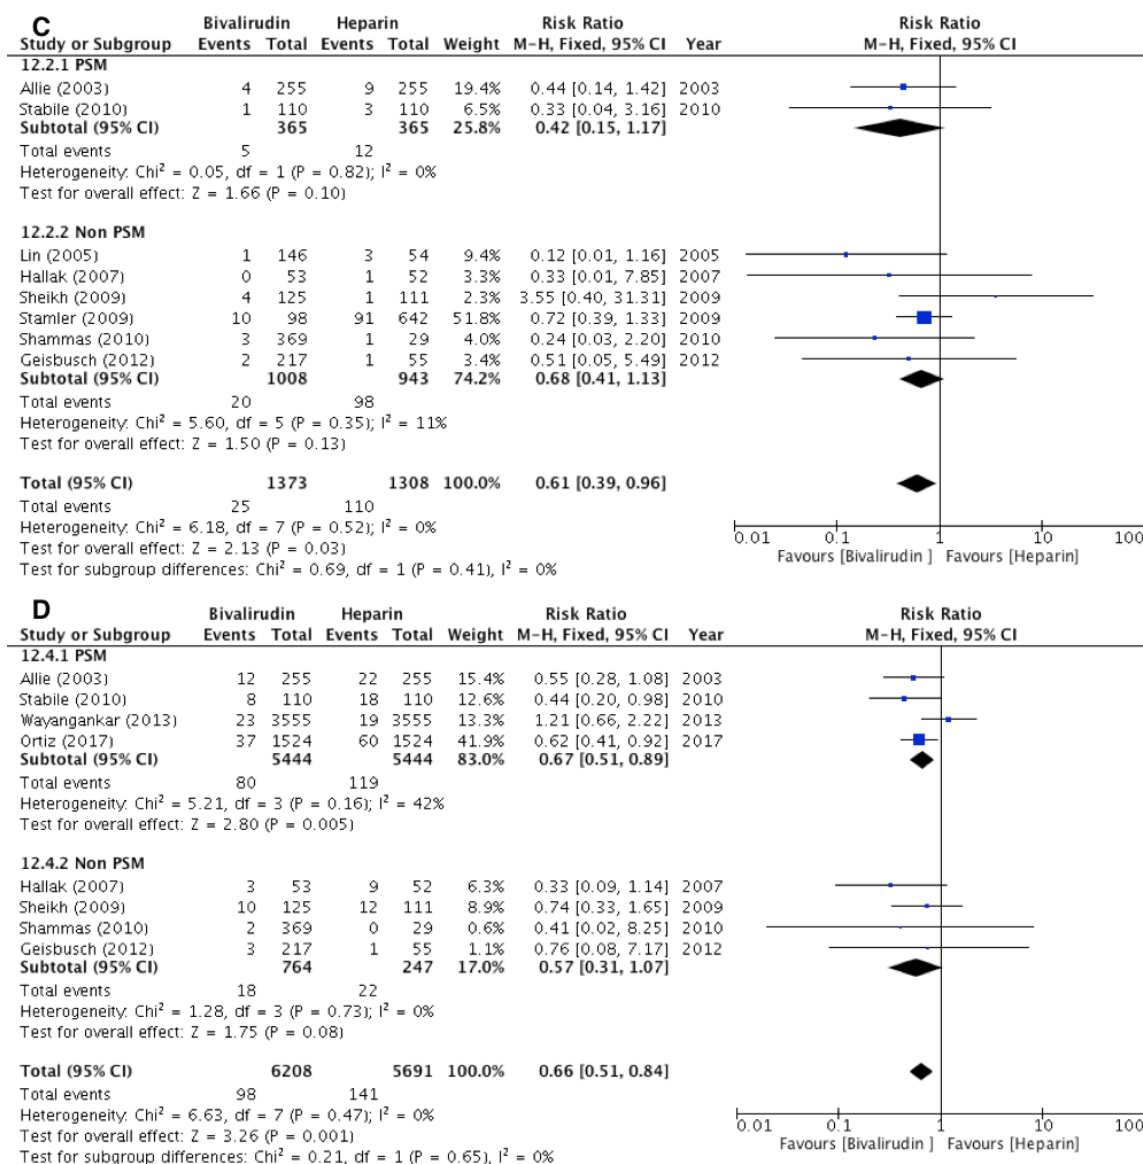 C
Bivalirudin Heparin Risk Ratio Risk Ratio
Study or Subgroup Events Total Events Total Weight M-H, Fixed, 95% CI Year M-H, Fixed, 95% CI
12.2.1 PSM
Allie (2003) 4 255 9 255 19.4% 0.44 [0.14, 1.42] 2003
Stabile (2010) 1 110 3 110 6.5% 0.33 [0.04, 3.16] 2010
Subtotal (95% CI) 365 365 25.8% 0.42 [0.15, 1.17]
Total events 5 12
Heterogeneity: Chi² = 0.05, df = 1 (P = 0.82); I² = 0%
Test for overall effect: Z = 1.66 (P = 0.10)
12.2.2 Non PSM
Lin (2005) 1 146 3 54 9.4% 0.12 [0.01, 1.16] 2005
Hallak (2007) 0 53 1 52 3.3% 0.33 [0.01, 7.85] 2007
Sheikh (2009) 4 125 1 111 2.3% 3.55 [0.40, 31.31] 2009
Stamler (2009) 10 98 91 642 51.8% 0.72 [0.39, 1.33] 2009
Shammas (2010) 3 369 1 29 4.0% 0.24 [0.03, 2.20] 2010
Geisbusch (2012) 2 217 1 55 3.4% 0.51 [0.05, 5.49] 2012
Subtotal (95% CI) 1008 943 74.2% 0.68 [0.41, 1.13]
Total events 20 98
Heterogeneity: Chi² = 5.60, df = 5 (P = 0.35); I² = 11%
Test for overall effect: Z = 1.50 (P = 0.13)
Total (95% CI) 1373 1308 100.0% 0.61 [0.39, 0.96]
Total events 25 110
Heterogeneity: Chi² = 6.18, df = 7 (P = 0.52); I² = 0%
Test for overall effect: Z = 2.13 (P = 0.03)
Test for subgroup differences: Chi² = 0.69, df = 1 (P = 0.41), I² = 0%
0.01 0.1 1 10 100
Favours [Bivalirudin ] Favours [Heparin]
D
Bivalirudin Heparin Risk Ratio Risk Ratio
Study or Subgroup Events Total Events Total Weight M-H, Fixed, 95% CI Year M-H, Fixed, 95% CI
12.4.1 PSM
Allie (2003) 12 255 22 255 15.4% 0.55 [0.28, 1.08] 2003
Stabile (2010) 8 110 18 110 12.6% 0.44 [0.20, 0.98] 2010
Wayangankar (2013) 23 3555 19 3555 13.3% 1.21 [0.66, 2.22] 2013
Ortiz (2017) 37 1524 60 1524 41.9% 0.62 [0.41, 0.92] 2017
Subtotal (95% CI) 5444 5444 83.0% 0.67 [0.51, 0.89]
Total events 80 119
Heterogeneity: Chi² = 5.21, df = 3 (P = 0.16); I² = 42%
Test for overall effect: Z = 2.80 (P = 0.005)
12.4.2 Non PSM
Hallak (2007) 3 53 9 52 6.3% 0.33 [0.09, 1.14] 2007
Sheikh (2009) 10 125 12 111 8.9% 0.74 [0.33, 1.65] 2009
Shammas (2010) 2 369 0 29 0.6% 0.41 [0.02, 8.25] 2010
Geisbusch (2012) 3 217 1 55 1.1% 0.76 [0.08, 7.17] 2012
Subtotal (95% CI) 764 247 17.0% 0.57 [0.31, 1.07]
Total events 18 22
Heterogeneity: Chi² = 1.28, df = 3 (P = 0.73); I² = 0%
Test for overall effect: Z = 1.75 (P = 0.08)
Total (95% CI) 6208 5691 100.0% 0.66 [0.51, 0.84]
Total events 98 141
Heterogeneity: Chi² = 6.63, df = 7 (P = 0.47); I² = 0%
Test for overall effect: Z = 3.26 (P = 0.001)
Test for subgroup differences: Chi² = 0.21, df = 1 (P = 0.65), I² = 0%
0.01 0.1 1 10 100
Favours [Bivalirudin ] Favours [Heparin]